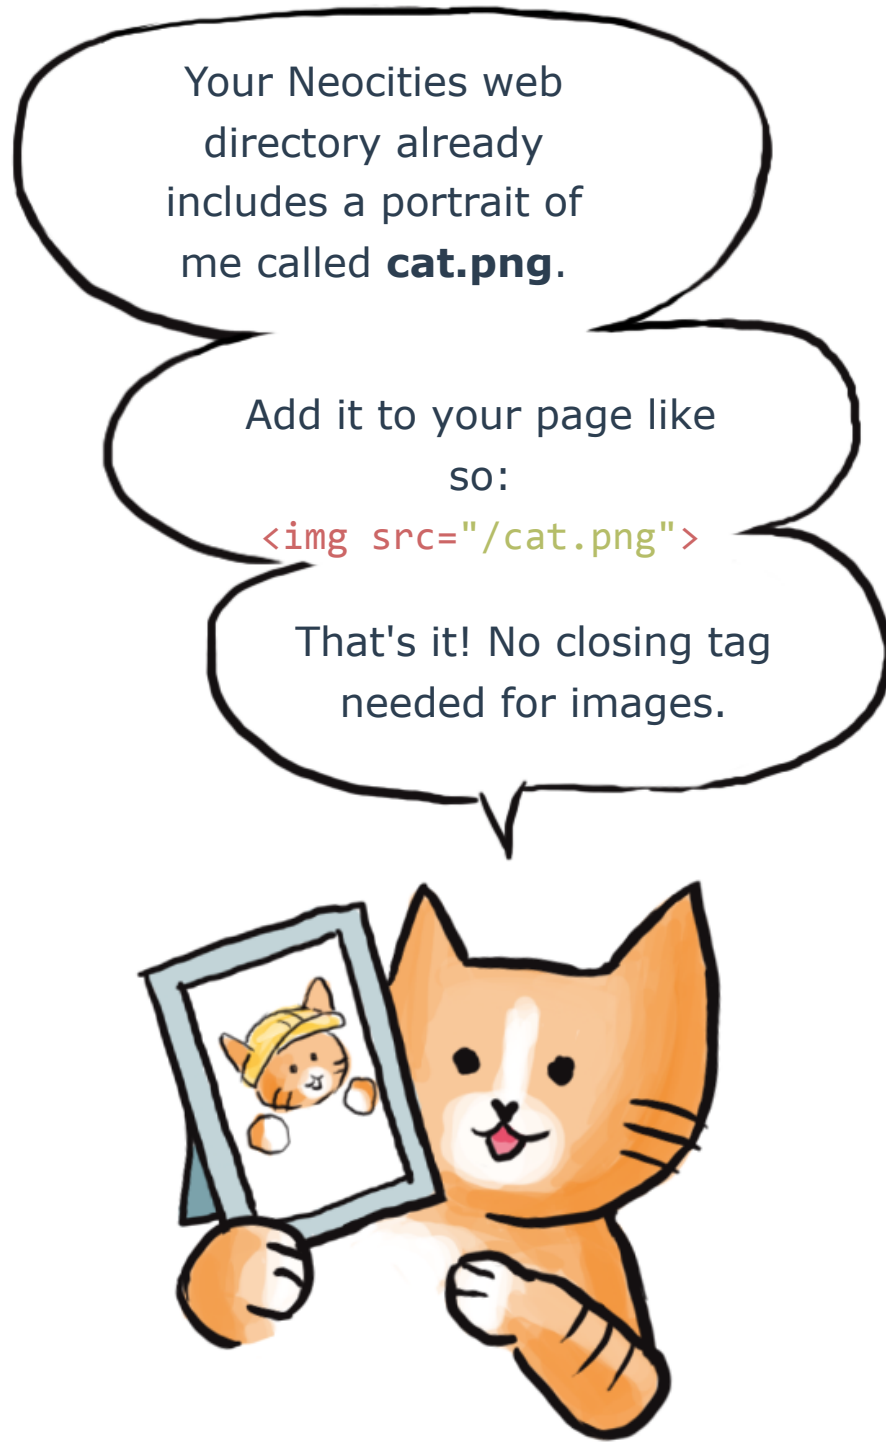 Your Neocities web
directory already
includes a portrait of
me called cat.png.
Add it to your page like
so:
<img src="/cat.png">
That's it! No closing tag
needed for images.